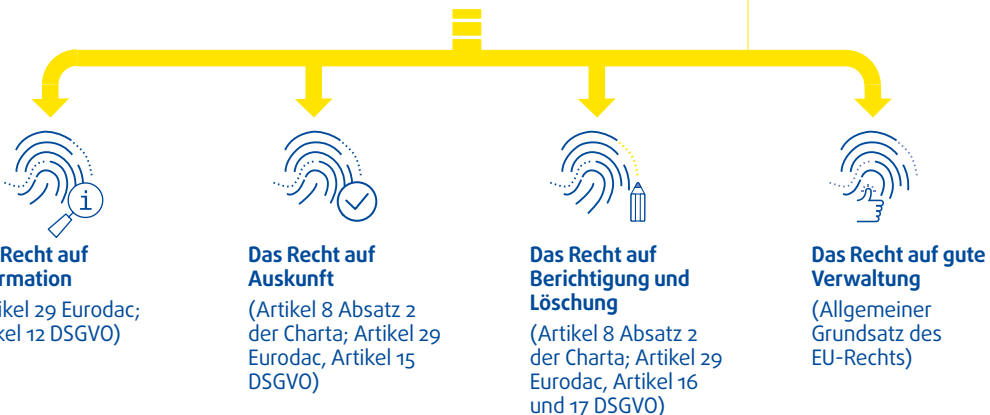 Recht auf
rmation
ikel 29 Eurodac;
kel 12 DSGVO)
Das Recht auf
Auskunft
(Artikel 8 Absatz 2
der Charta; Artikel 29
Eurodac, Artikel 15
DSGVO)
Das Recht auf
Berichtigung und
Löschung
(Artikel 8 Absatz 2
der Charta; Artikel 29
Eurodac, Artikel 16
und 17 DSGVO)
Das Recht auf gute
Verwaltung
(Allgemeiner
Grundsatz des
EU-Rechts)